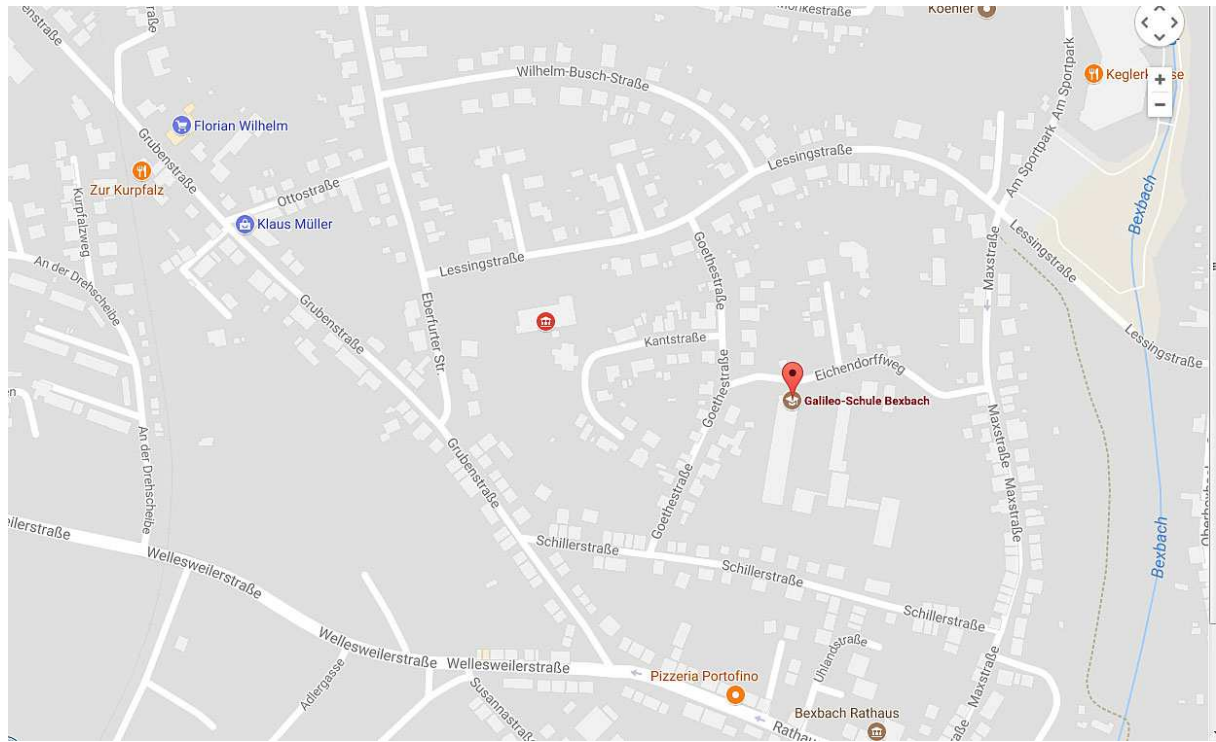 Koehler
Am Sportpark
Am Sportpark
Wilhelm-Busch-Straße
Florian Wilhelm
Grubenstraße
Lessingstraße
Zur Kurpfalz
Ottostraße
Kurpfalzweg
Klaus Müller
Bexbach
Lessingstraße
Lessingstraße
Goethestraße
Maxstraße
An der Drehscheibe
Grubenstraße
Eberfurter Str.
Kantstraße
Lessingstraße
Eichendorffweg
Galileo-Schule Bexbach
Goethestraße
Maxstraße
An der Drehscheibe
Grubenstraße
Goethestraße
Maxstraße
Bexbach
Wellesweilerstraße
Schillerstraße
Schillerstraße
Schillerstraße
Wellesweilerstraße
Wellesweilerstraße
Uhlandstraße
Maxstraße
Adlergasse
Susannastraße
Pizzeria Portofino
Bexbach Rathaus